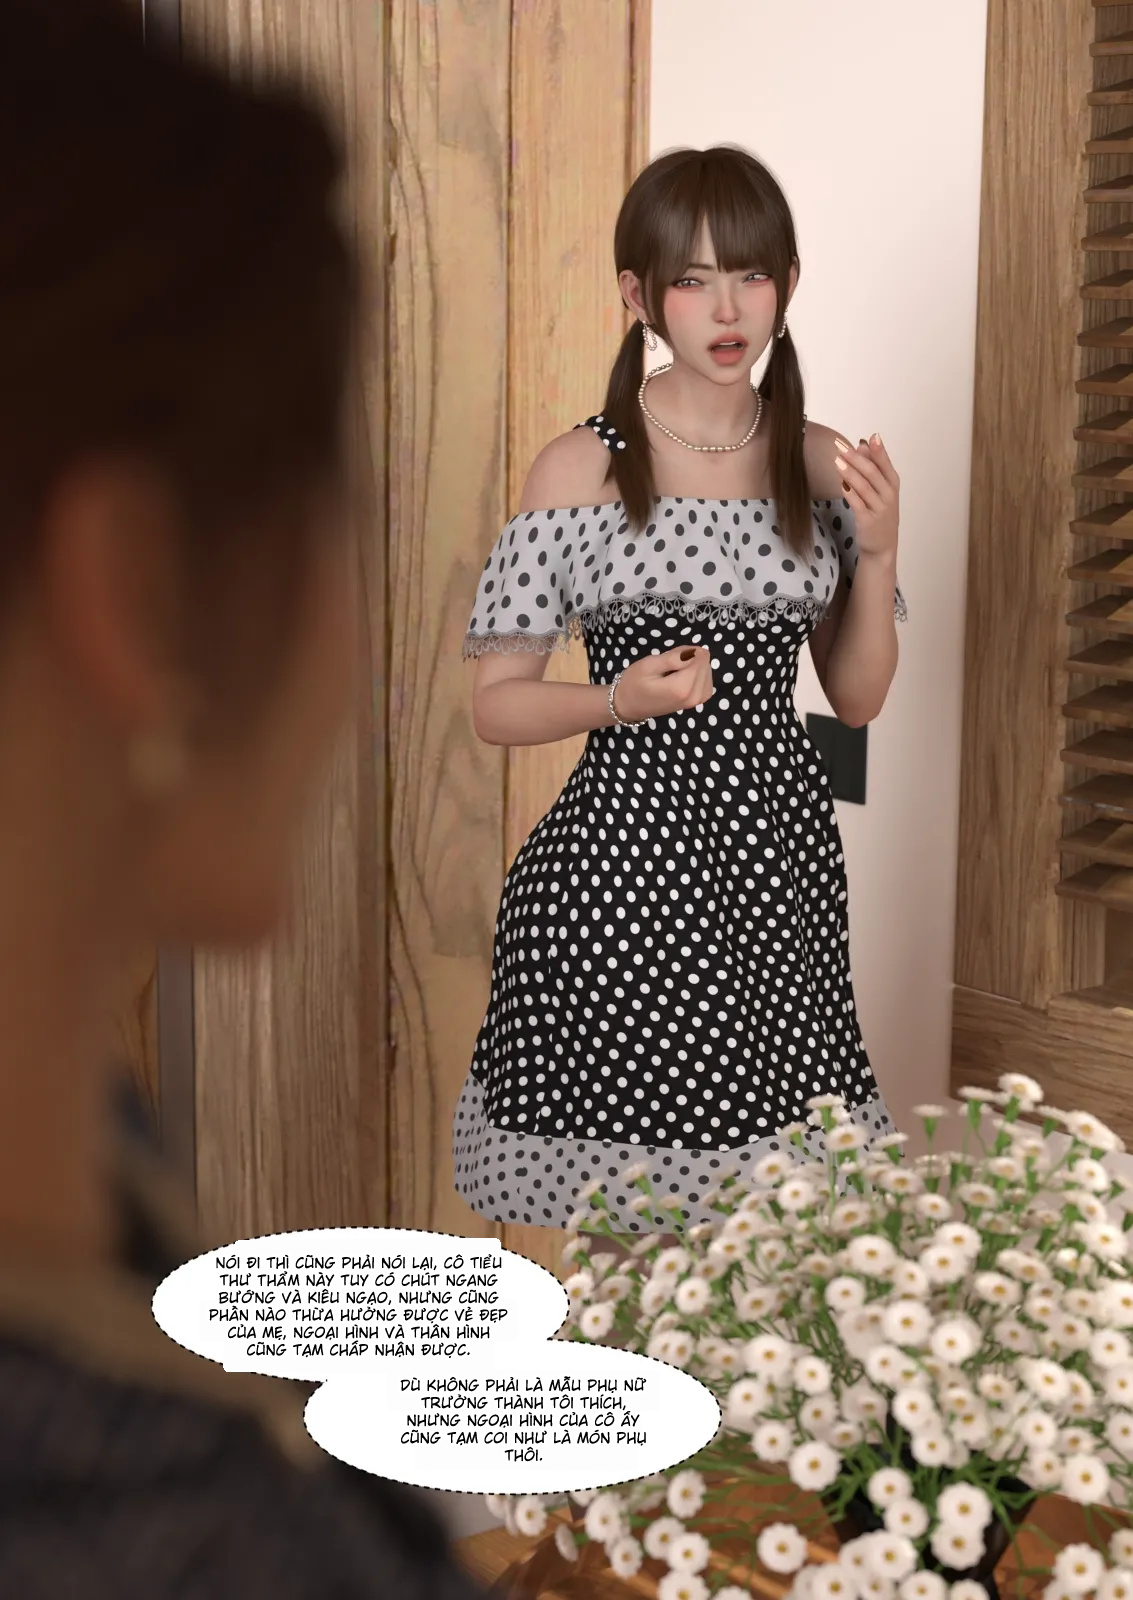 NÓI ĐI THÌ CŨNG PHẢI NÓI LẠI, CÔ TIỂU
THƯ THẨM NÀY TUY CÓ CHÚT NGANG
BƯỚNG VÀ KIÊU NGẠO, NHƯNG CŨNG
PHẦN NÀO THỪA HƯỞNG ĐƯỢC VẺ ĐẸP
CỦA MẸ, NGOẠI HÌNH VÀ THÂN HÌNH
CŨNG TẠM CHẤP NHẬN ĐƯỢC.
DÙ KHÔNG PHẢI LÀ MẪU PHỤ NỮ
TRƯỞNG THÀNH TÔI THÍCH,
NHƯNG NGOẠI HÌNH CỦA CÔ ẤY
CŨNG TẠM COI NHƯ LÀ MÓN PHỤ
THÔI.